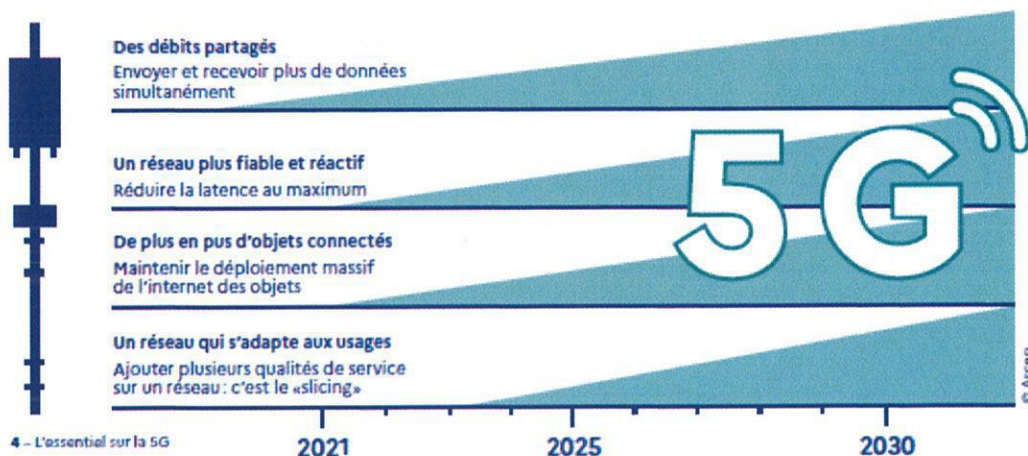 Des débits partagés
Envoyer et recevoir plus de données
simultanément
Un réseau plus fiable et réactif
Réduire la latence au maximum
De plus en pus d'objets connectés
Maintenir le déploiement massif
de l'internet des objets
Un réseau qui s'adapte aux usages
Ajouter plusieurs qualités de service
sur un réseau : c'est le «slicing»
5G
© Arcep
2021
2025
2030
4 – L'essentiel sur la 5G